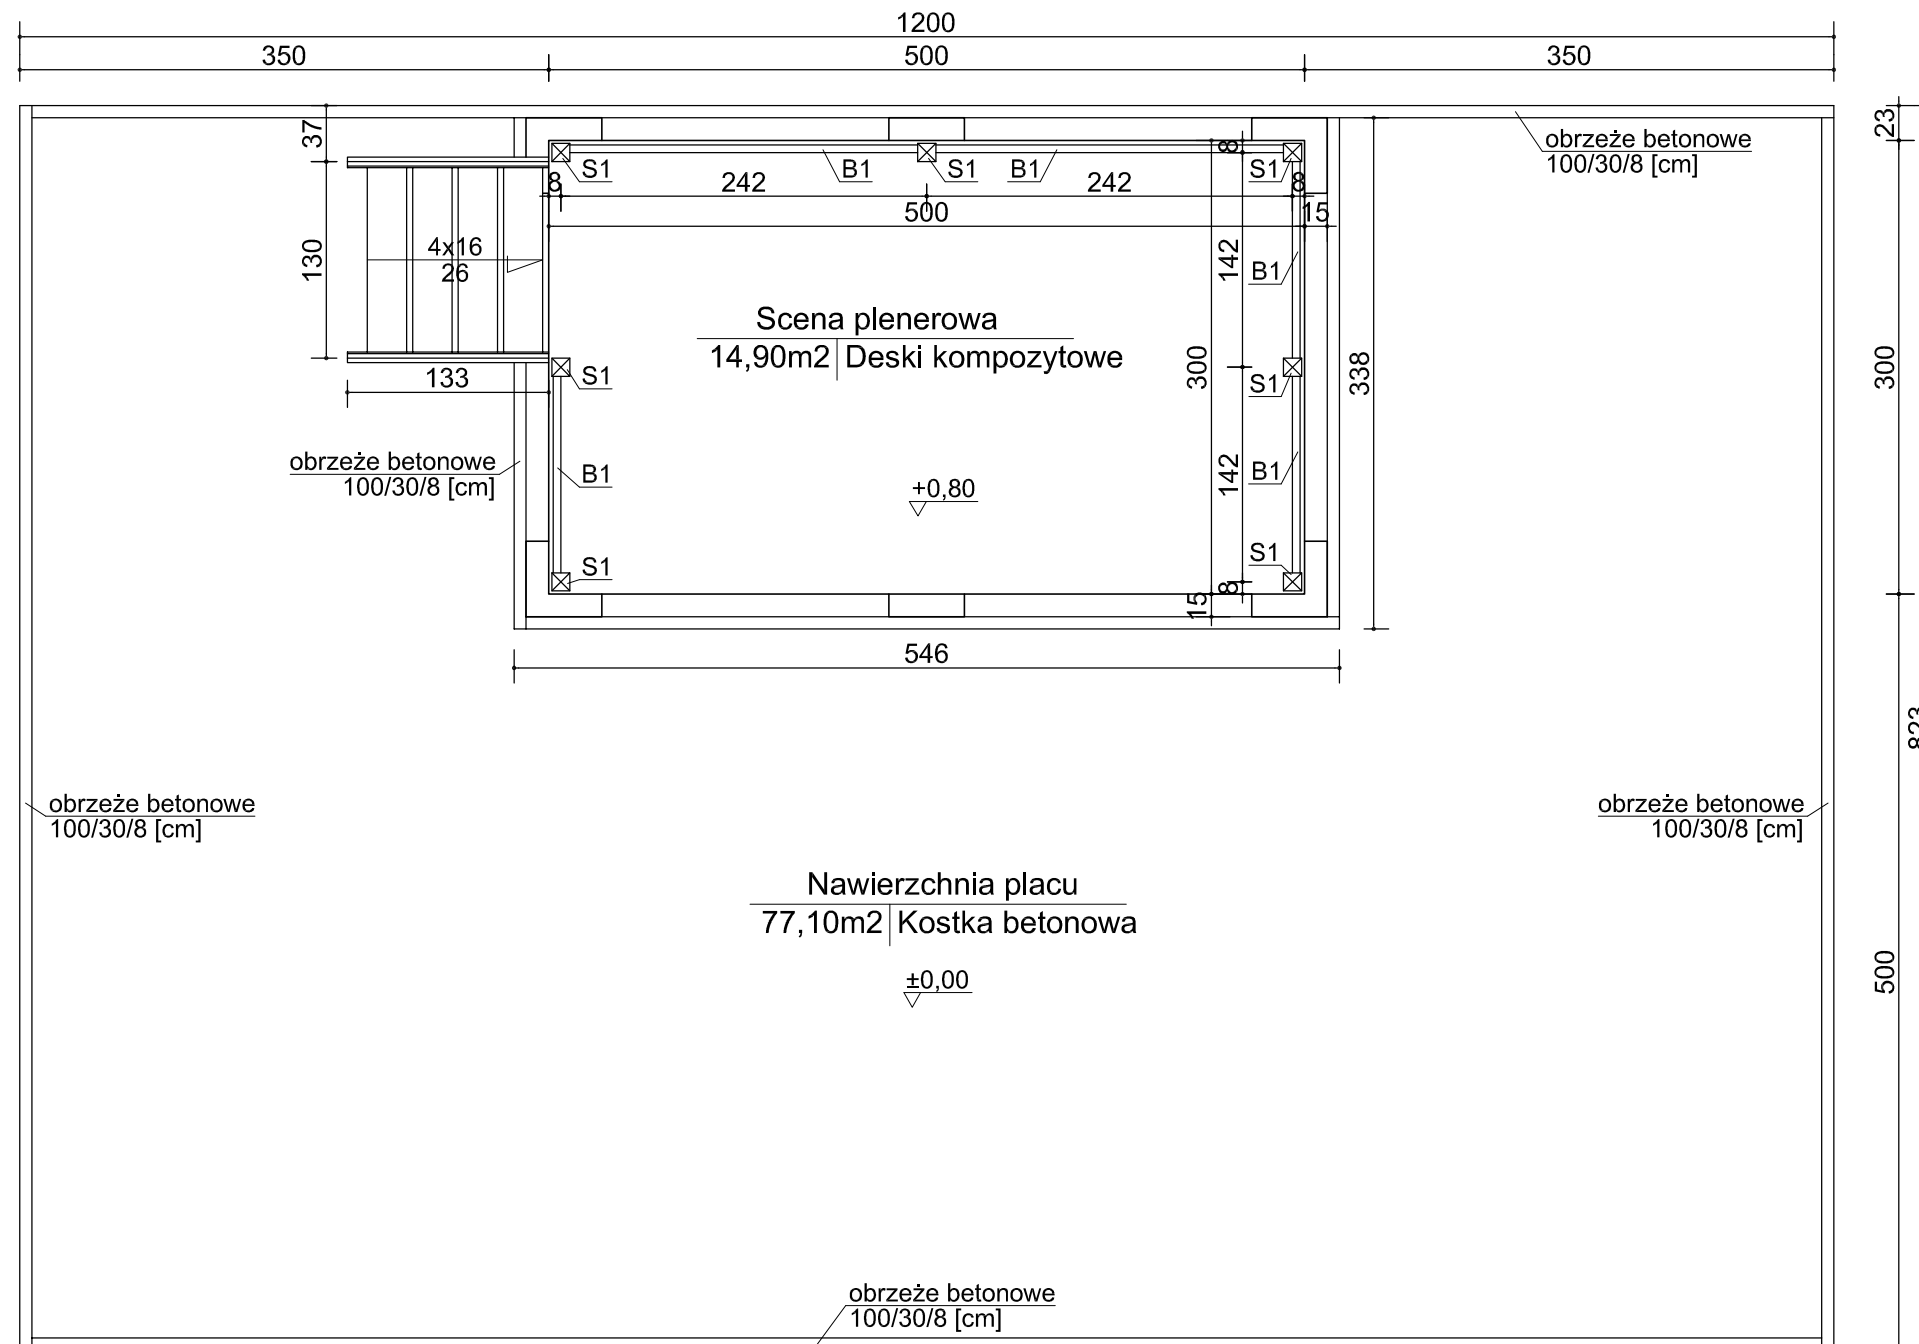 1200
350
500
350
37
23
obrzeże betonowe
100/30/8 [cm]
S1
B1
S1
B1
S1
8
8
242
242
8
500
15
130
4x16
26
142
B1
Scena plenerowa
14,90m2 Deski kompozytowe
300
338
300
133
S1
S1
obrzeże betonowe
100/30/8 [cm]
B1
142
B1
+0,80
S1
S1
8
15
546
823
obrzeże betonowe
100/30/8 [cm]
obrzeże betonowe
100/30/8 [cm]
Nawierzchnia placu
77,10m2 Kostka betonowa
±0,00
500
obrzeże betonowe
100/30/8 [cm]